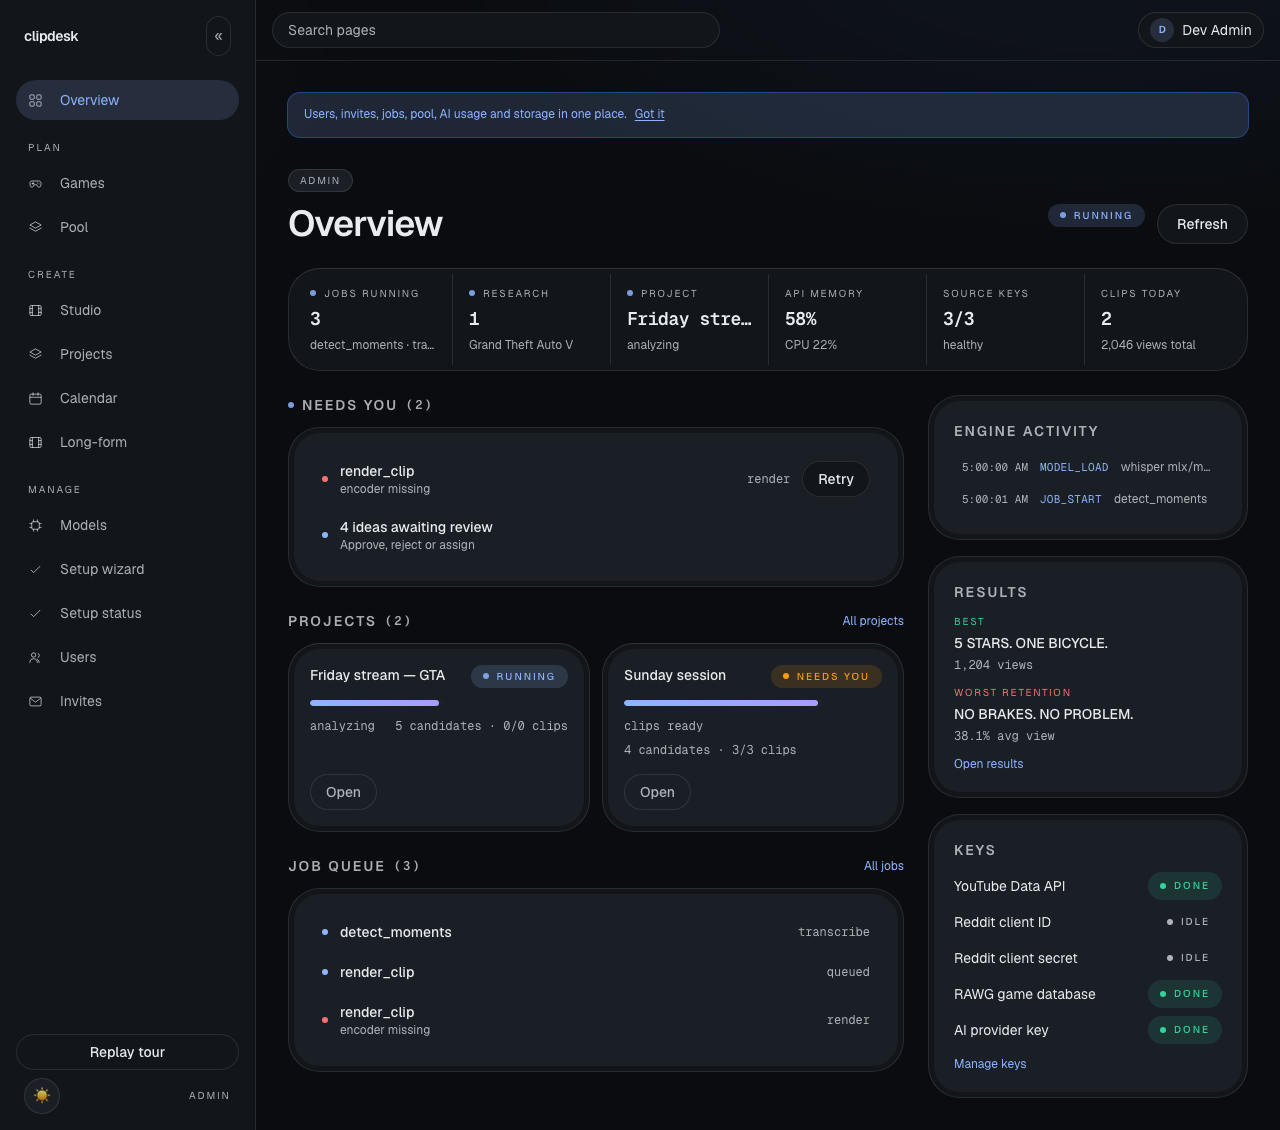 clipdesk
«
Search pages
D
Dev Admin
Overview
PLAN
Games
Pool
CREATE
Studio
Projects
Calendar
Long-form
MANAGE
Models
Setup wizard
Setup status
Users
Invites
Replay tour
ADMIN
Users, invites, jobs, pool, AI usage and storage in one place. Got it
ADMIN
Overview
RUNNING
Refresh
JOBS RUNNING
3
detect_moments · tra…
RESEARCH
1
Grand Theft Auto V
PROJECT
Friday stre…
analyzing
API MEMORY
58%
CPU 22%
SOURCE KEYS
3/3
healthy
CLIPS TODAY
2
2,046 views total
NEEDS YOU (2)
render_clip
encoder missing
render
Retry
4 ideas awaiting review
Approve, reject or assign
PROJECTS (2)
All projects
Friday stream — GTA
RUNNING
analyzing 5 candidates · 0/0 clips
Open
Sunday session
NEEDS YOU
clips ready
4 candidates · 3/3 clips
Open
JOB QUEUE (3)
All jobs
detect_moments
transcribe
render_clip
queued
render_clip
encoder missing
render
ENGINE ACTIVITY
5:00:00 AM MODEL_LOAD whisper mlx/m…
5:00:01 AM JOB_START detect_moments
RESULTS
BEST
5 STARS. ONE BICYCLE.
1,204 views
WORST RETENTION
NO BRAKES. NO PROBLEM.
38.1% avg view
Open results
KEYS
YouTube Data API DONE
Reddit client ID IDLE
Reddit client secret IDLE
RAWG game database DONE
AI provider key DONE
Manage keys